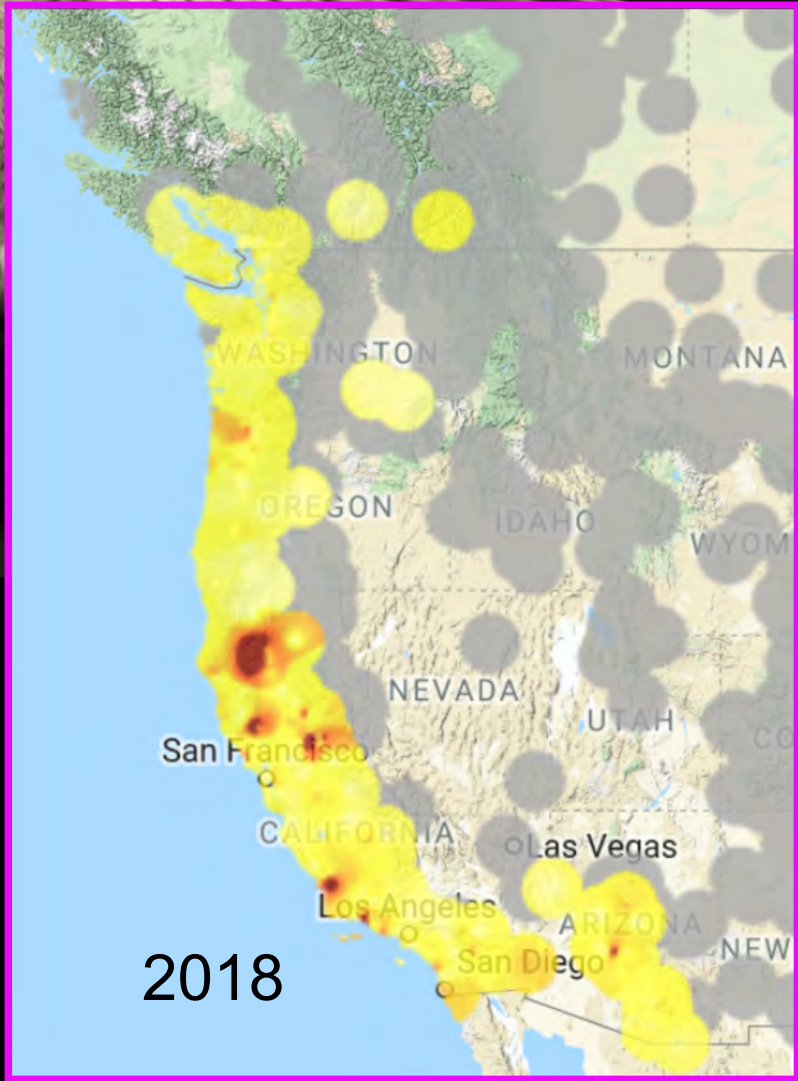 WASHINGTON
MONTANA
OREGON
IDAHO
WYOM
NEVADA
UTAH
CO
San Francisco
CALIFORNIA
Las Vegas
Los Angeles
ARIZONA
NEW
San Diego
2018